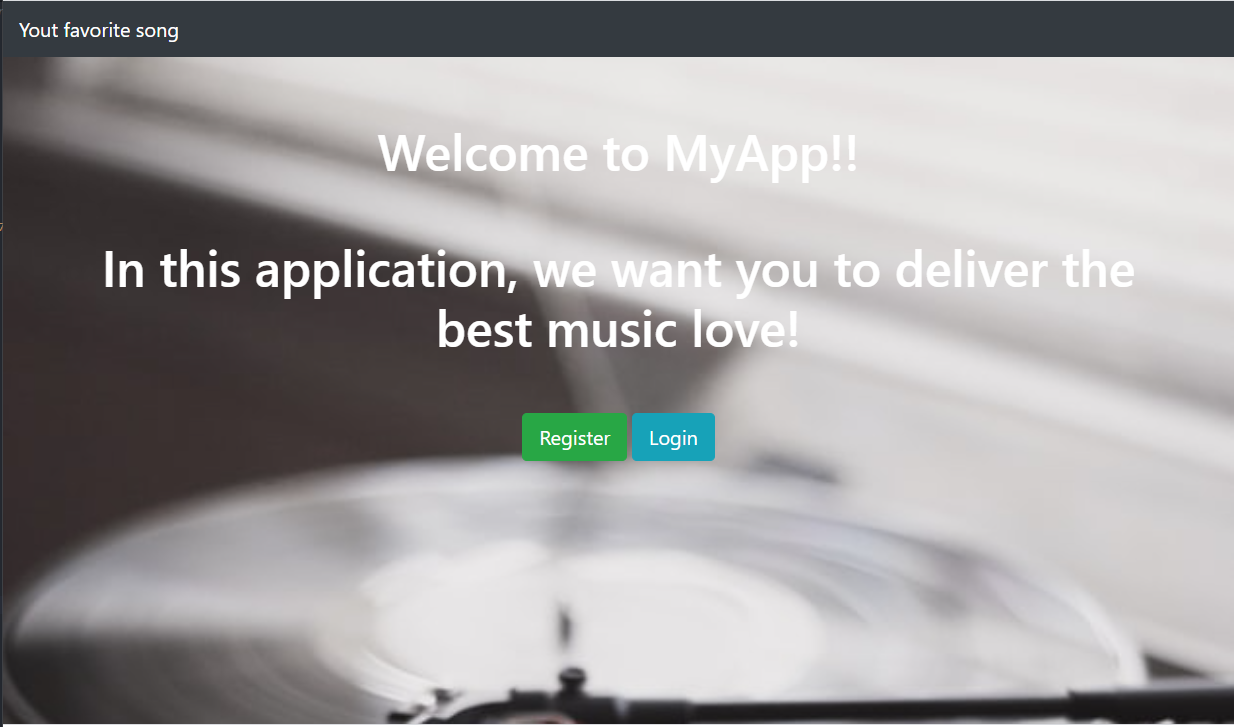 Yout favorite song
Welcome to MyApp!!
In this application, we want you to deliver the
best music love!
Register Login